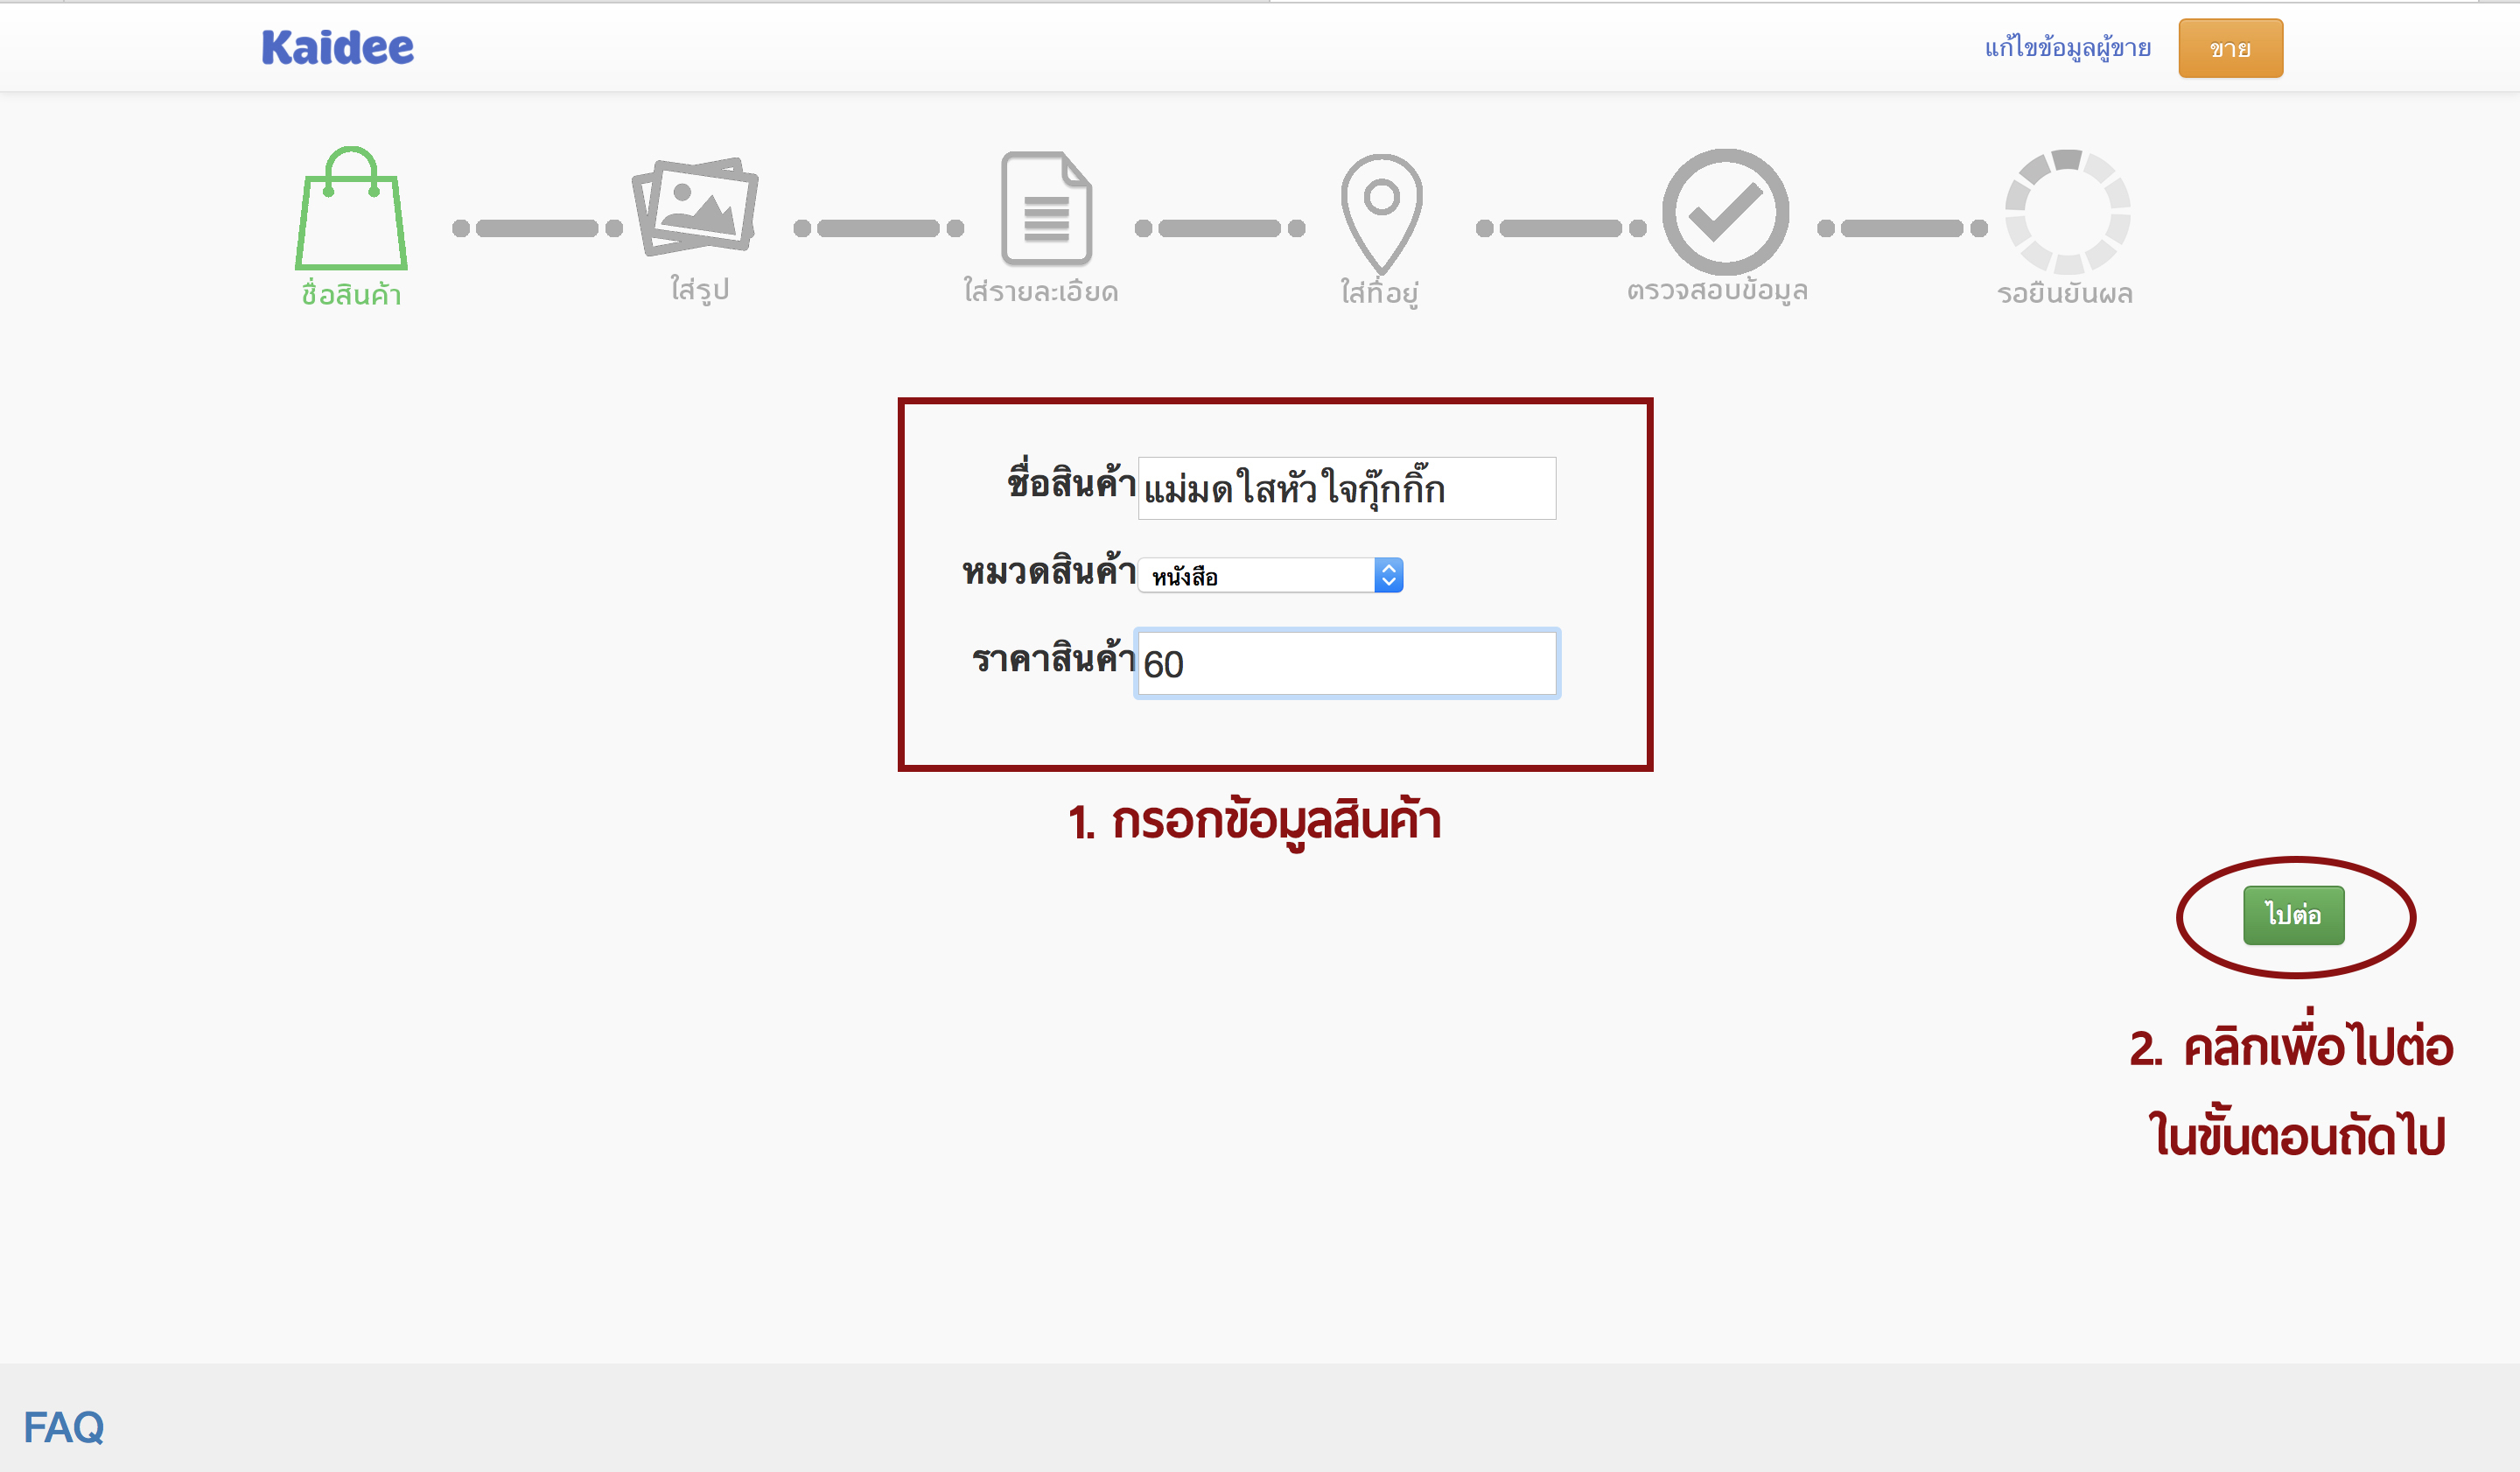 Kaidee
แก้ไขข้อมูลผู้ขาย ขาย
ชื่อสินค้า ใส่รูป ใส่รายละเอียด ใส่ที่อยู่ ตรวจสอบข้อมูล รอยืนยันผล
ชื่อสินค้า แม่มดใสหัวใจกุ๊กกิ๊ก
หมวดสินค้า หนังสือ
ราคาสินค้า 60
1. กรอกข้อมูลสินค้า
ไปต่อ
2. คลิกเพื่อไปต่อ
ในขั้นตอนถัดไป
FAQ